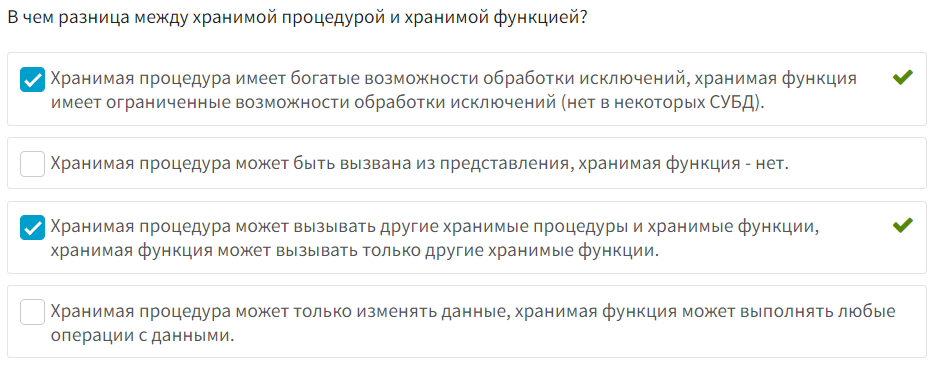 В чем разница между хранимой процедурой и хранимой функцией?
Хранимая процедура имеет богатые возможности обработки исключений, хранимая функция
имеет ограниченные возможности обработки исключений (нет в некоторых СУБД).
Хранимая процедура может быть вызвана из представления, хранимая функция - нет.
Хранимая процедура может вызывать другие хранимые процедуры и хранимые функции,
хранимая функция может вызывать только другие хранимые функции.
Хранимая процедура может только изменять данные, хранимая функция может выполнять любые
операции с данными.